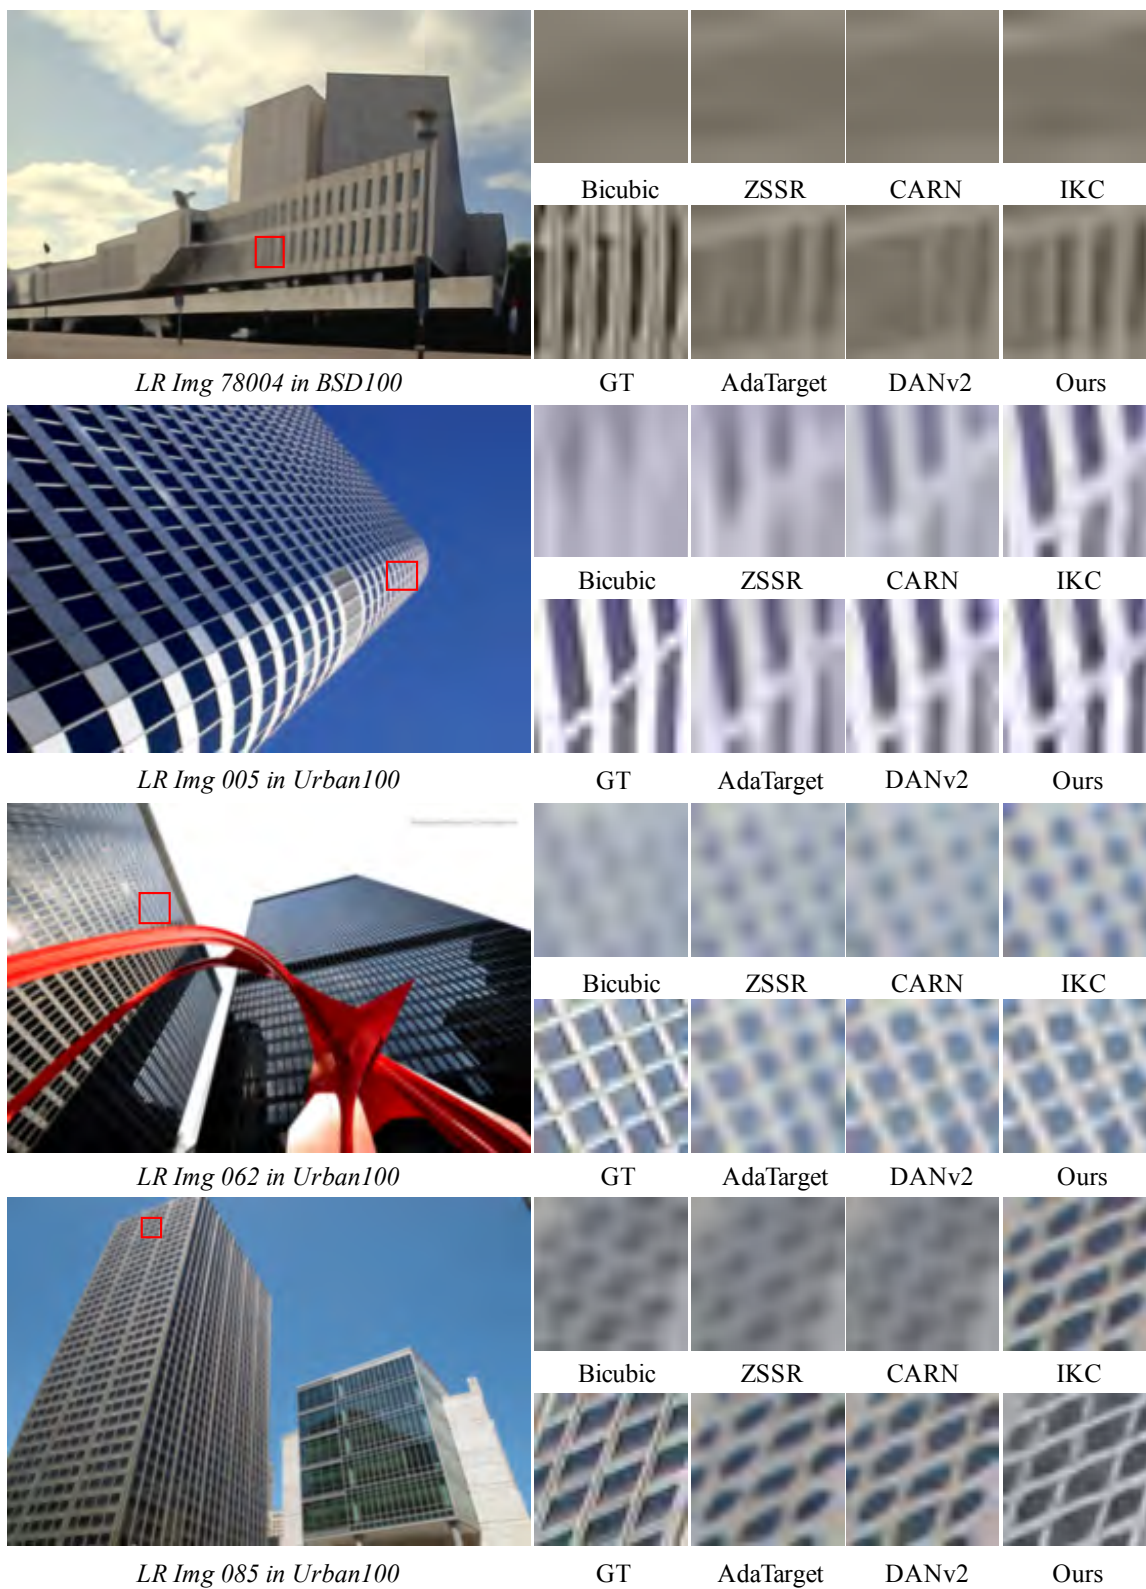 Bicubic ZSSR CARN IKC
GT AdaTarget DANv2 Ours
LR Img 78004 in BSD100
Bicubic ZSSR CARN IKC
GT AdaTarget DANv2 Ours
LR Img 005 in Urban100
Bicubic ZSSR CARN IKC
GT AdaTarget DANv2 Ours
LR Img 062 in Urban100
Bicubic ZSSR CARN IKC
GT AdaTarget DANv2 Ours
LR Img 085 in Urban100